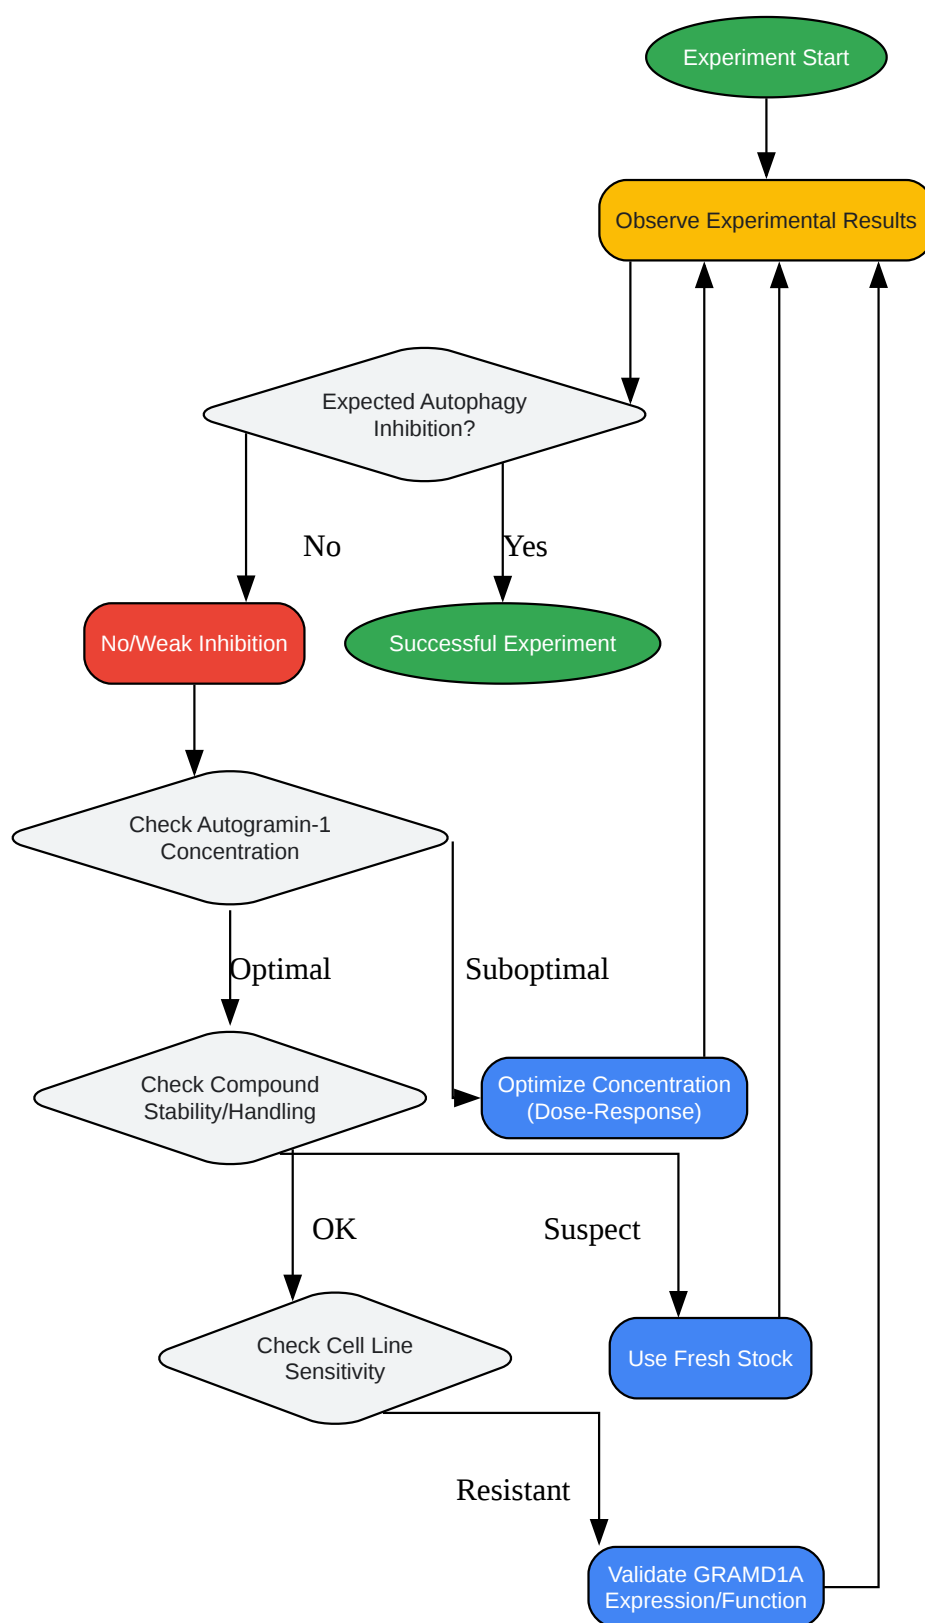 Experiment Start
Observe Experimental Results
Expected Autophagy
Inhibition?
No
Yes
No/Weak Inhibition
Successful Experiment
Check Autogramin-1
Concentration
Optimal
Suboptimal
Check Compound
Stability/Handling
Optimize Concentration
(Dose-Response)
OK
Suspect
Check Cell Line
Sensitivity
Use Fresh Stock
Resistant
Validate GRAMD1A
Expression/Function